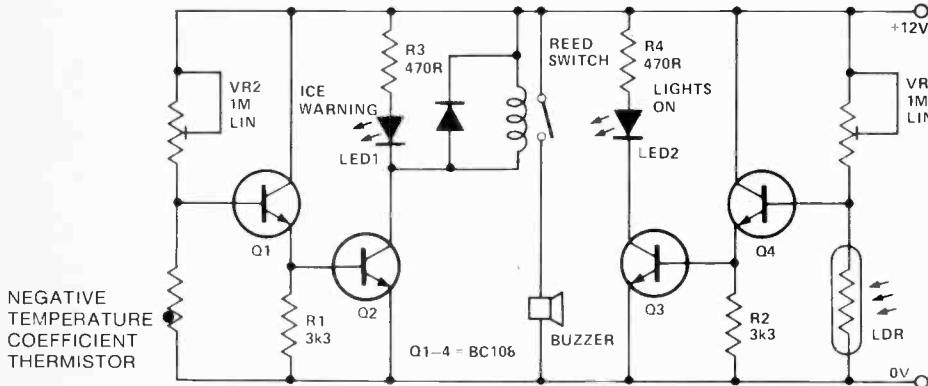 +12V
VR2
1M
LIN
ICE
WARNING
R3
470R
LED1
REED
SWITCH
R4
470R
LIGHTS
ON
LED2
VR
1M
LIN
Q1
Q2
Q3
Q4
NEGATIVE
TEMPERATURE
COEFFICIENT
THERMISTOR
R1
3k3
Q1-4 = BC108
BUZZER
R2
3k3
LDR
0V